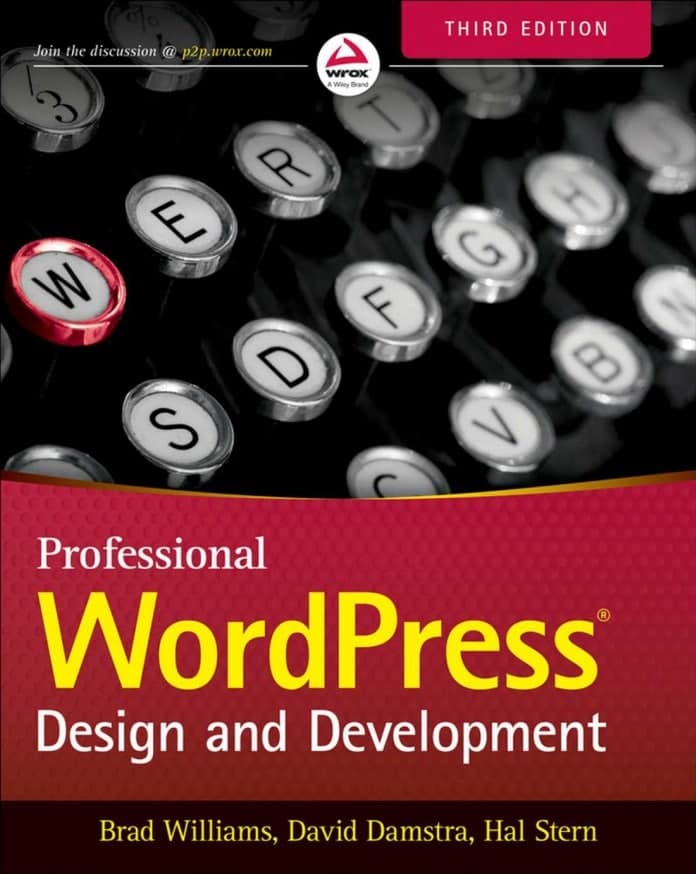 THIRD EDITION
Join the discussion @ p2p.wrox.com
wrox
A Wiley Brand
3
T
R
E
H
G
W
F
D
B
S
V
C
Professional
WordPress®
Design and Development
Brad Williams, David Damstra, Hal Stern